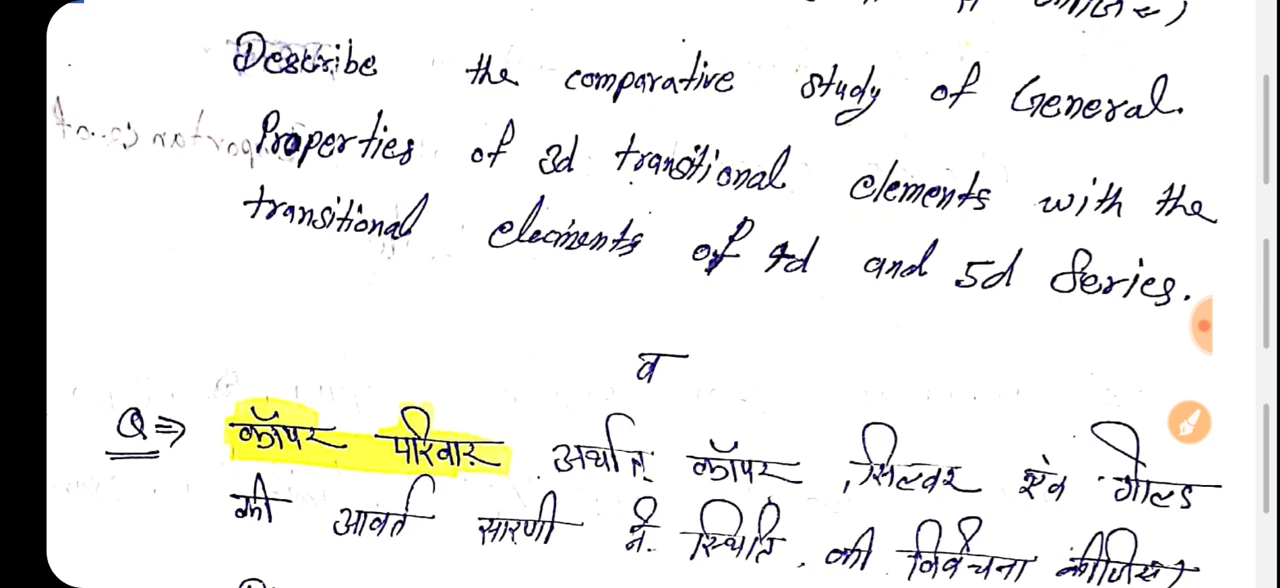 Describe the comparative study of General
Properties of 3d transitional elements with the
transitional elements of 4d and 5d Series.
व
Q⇒ कॉपर परिवार अर्थात् कॉपर, सिल्वर एंव गोल्ड
की आवर्त सारणी में स्थिति, की विवेचना कीजिये।